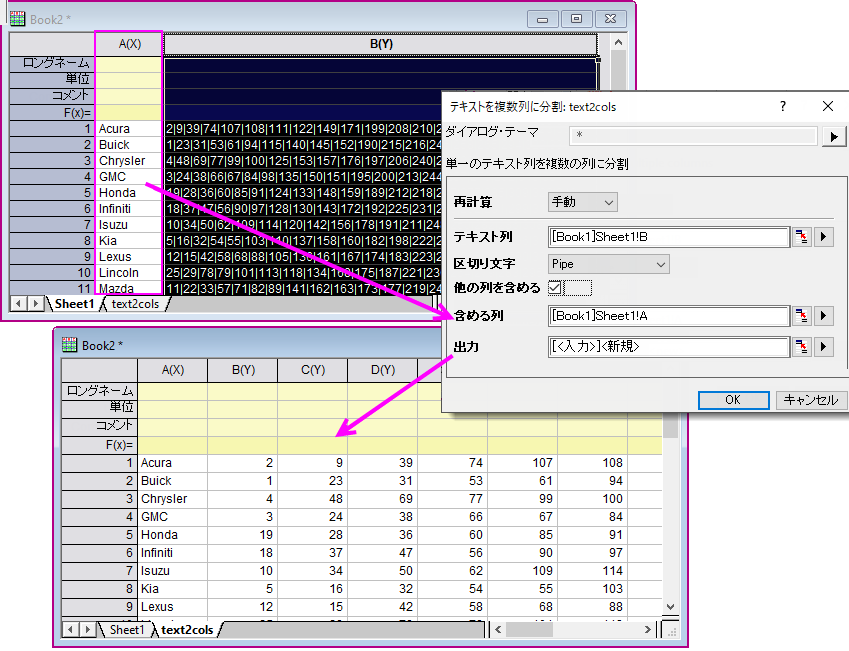 Book2 *
A(X) B(Y)
ロングネーム
単位
コメント
F(x)=
1 Acura 2|9|39|74|107|108|111|122|149|171|199|208|210|2
2 Buick 1|23|31|53|61|94|115|140|145|152|190|215|216|24
3 Chrysler 4|48|69|77|99|100|125|153|157|176|197|206|240|2
4 GMC 3|24|38|66|67|84|98|135|150|151|195|200|213|244
5 Honda 19|28|36|60|85|91|124|133|148|159|189|212|218|2
6 Infiniti 18|37|47|56|90|97|128|130|143|172|192|225|231|2
7 Isuzu 10|34|50|62|109|114|120|142|156|178|191|211|24
8 Kia 5|16|32|54|55|103|110|137|158|160|182|198|222|2
9 Lexus 12|15|42|58|68|88|105|136|161|167|174|183|223|2
10 Lincoln 25|29|78|79|101|113|118|134|168|175|187|221|23
11 Mazda 11|22|33|57|71|82|89|141|162|163|173|177|219|24
Sheet1 text2cols
テキストを複数列に分割: text2cols ?
ダイアログ・テーマ *
単一のテキスト列を複数の列に分割
再計算 手動
テキスト列 [Book1]Sheet1!B
区切り文字 Pipe
他の列を含める
含める列 [Book1]Sheet1!A
出力 [<入力>]<新規>
OK キャンセル
Book2 *
A(X) B(Y) C(Y) D(Y)
ロングネーム
単位
コメント
F(x)=
1 Acura 2 9 39 74 107 108
2 Buick 1 23 31 53 61 94
3 Chrysler 4 48 69 77 99 100
4 GMC 3 24 38 66 67 84
5 Honda 19 28 36 60 85 91
6 Infiniti 18 37 47 56 90 97
7 Isuzu 10 34 50 62 109 114
8 Kia 5 16 32 54 55 103
9 Lexus 12 15 42 58 68 88
Sheet1 text2cols